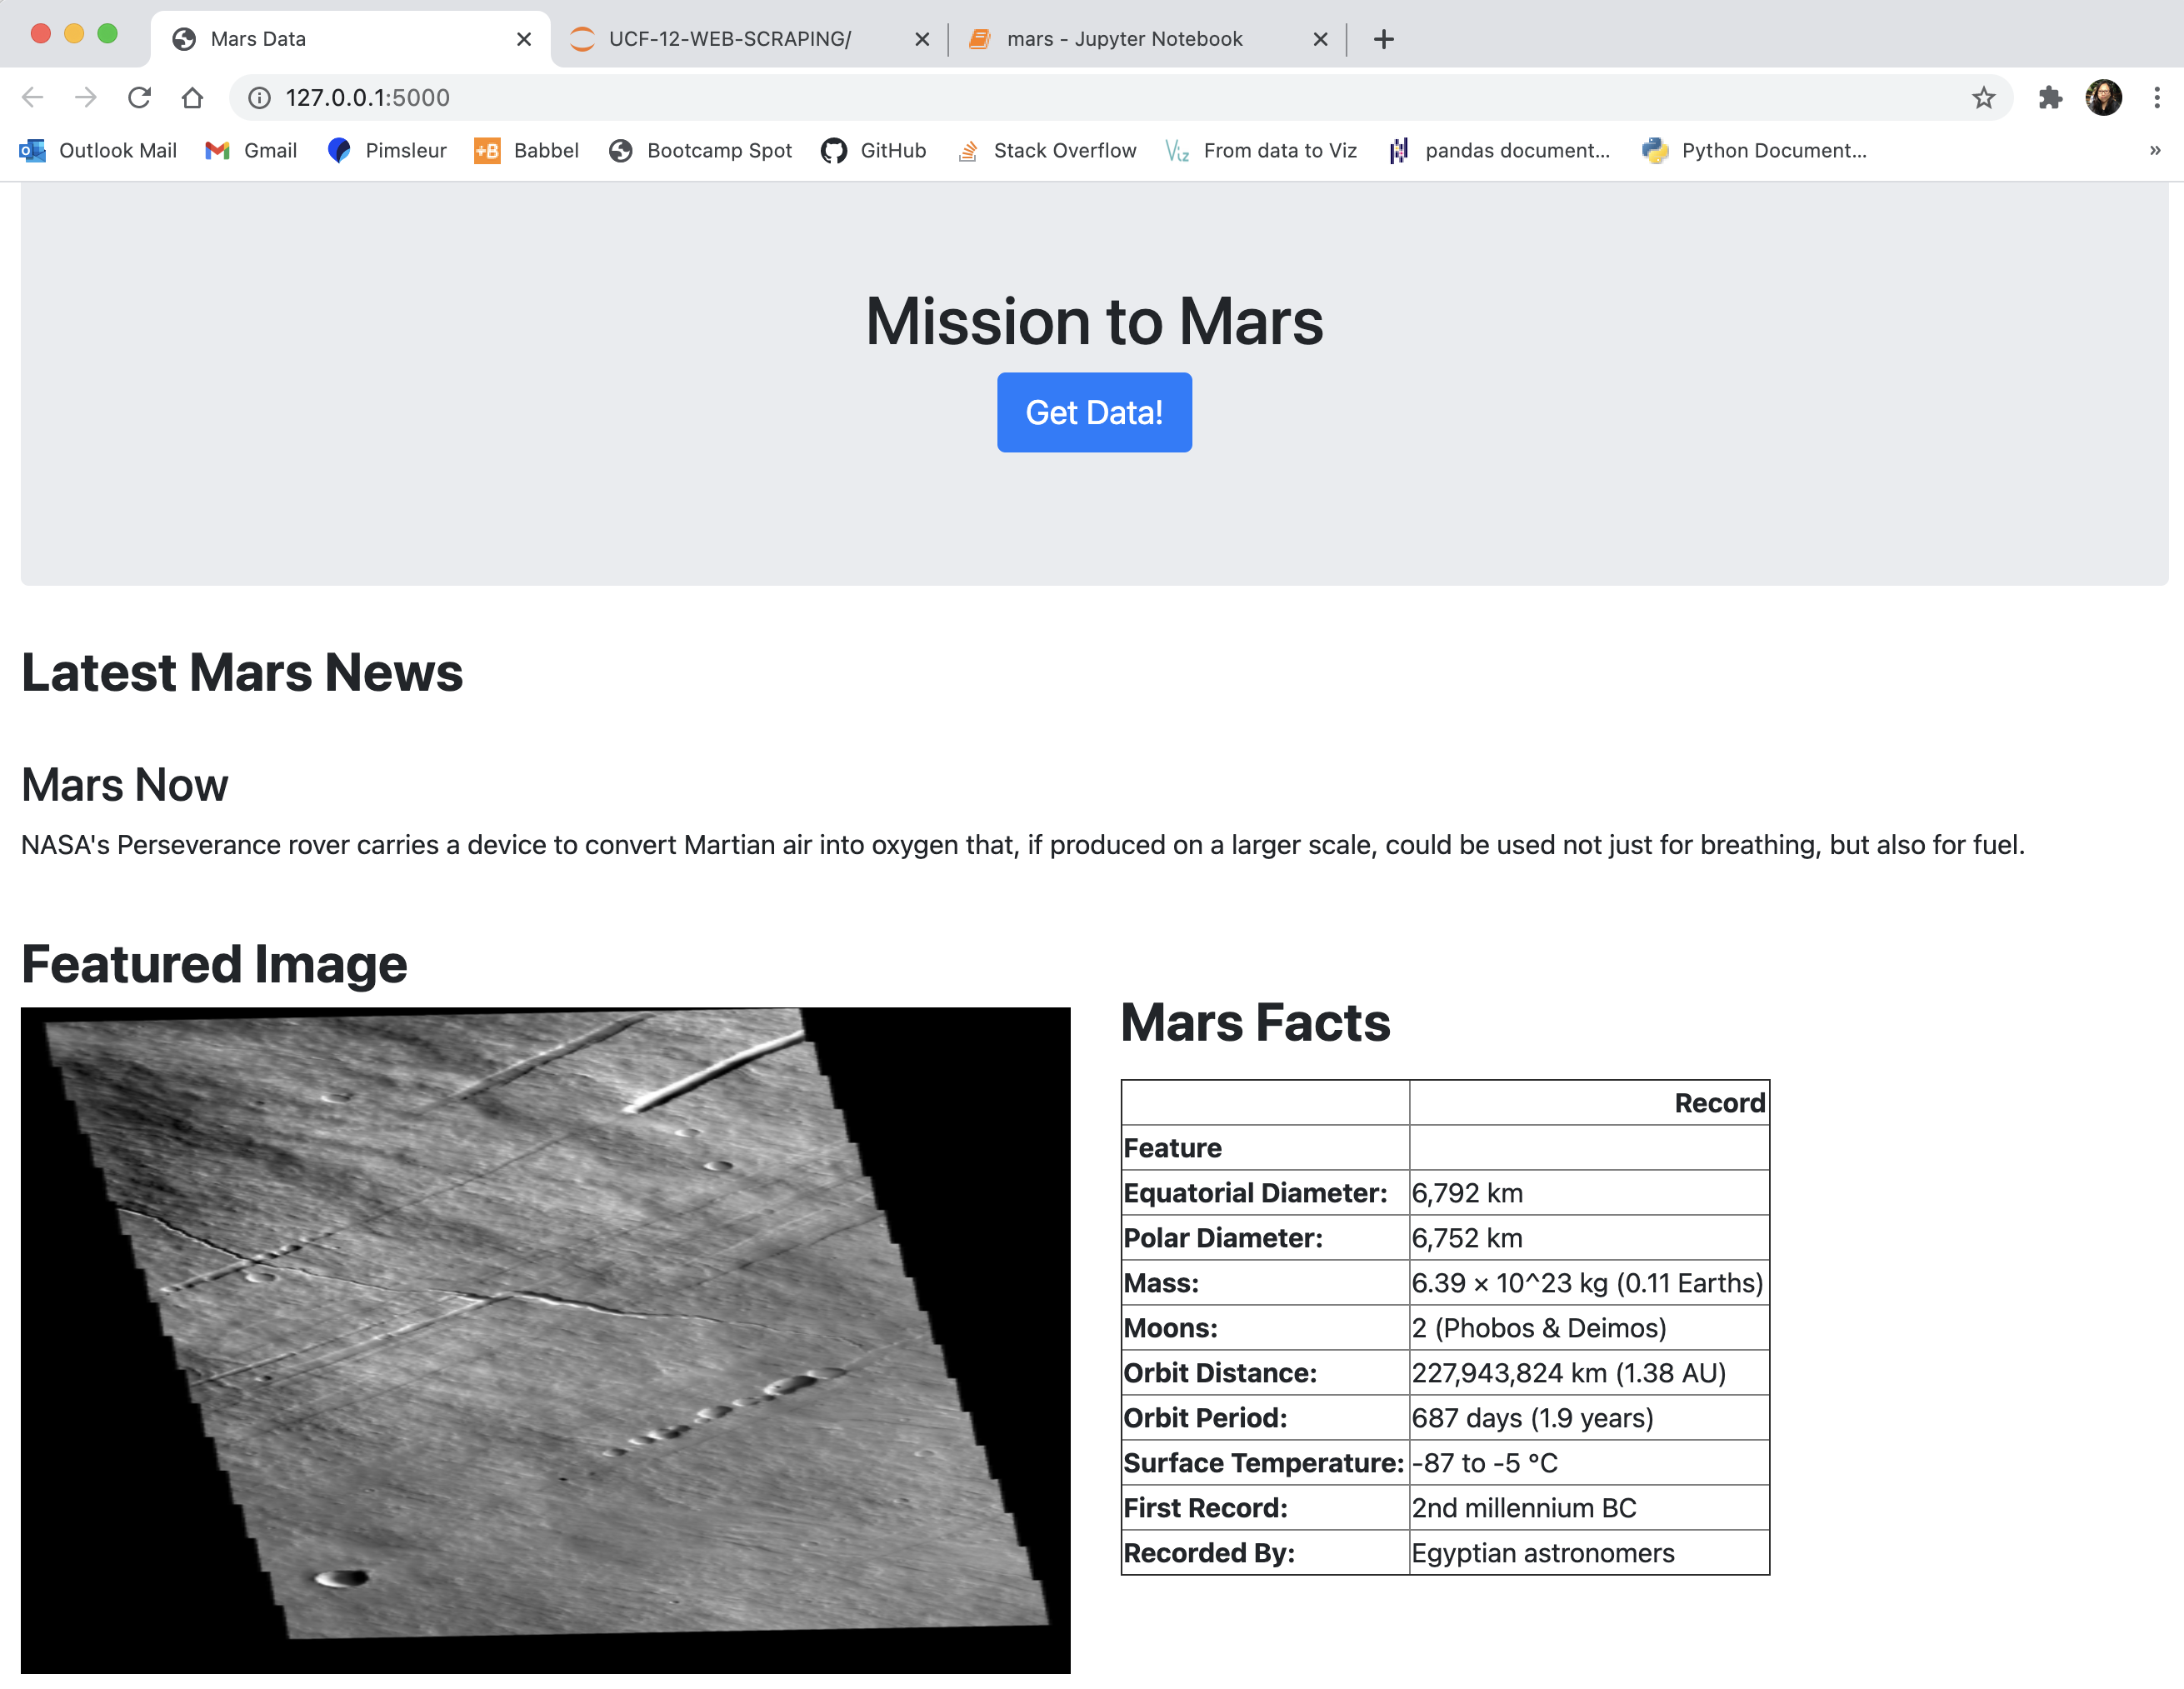 Mars Data
UCF-12-WEB-SCRAPING/
mars - Jupyter Notebook
127.0.0.1:5000
Outlook Mail
Gmail
Pimsleur
+B Babbel
Bootcamp Spot
GitHub
Stack Overflow
Viz From data to Viz
pandas document...
Python Document...
»
Mission to Mars
Get Data!
Latest Mars News
Mars Now
NASA's Perseverance rover carries a device to convert Martian air into oxygen that, if produced on a larger scale, could be used not just for breathing, but also for fuel.
Featured Image
Mars Facts
Record
Feature
Equatorial Diameter: 6,792 km
Polar Diameter: 6,752 km
Mass: 6.39 × 10^23 kg (0.11 Earths)
Moons: 2 (Phobos & Deimos)
Orbit Distance: 227,943,824 km (1.38 AU)
Orbit Period: 687 days (1.9 years)
Surface Temperature: -87 to -5 °C
First Record: 2nd millennium BC
Recorded By: Egyptian astronomers